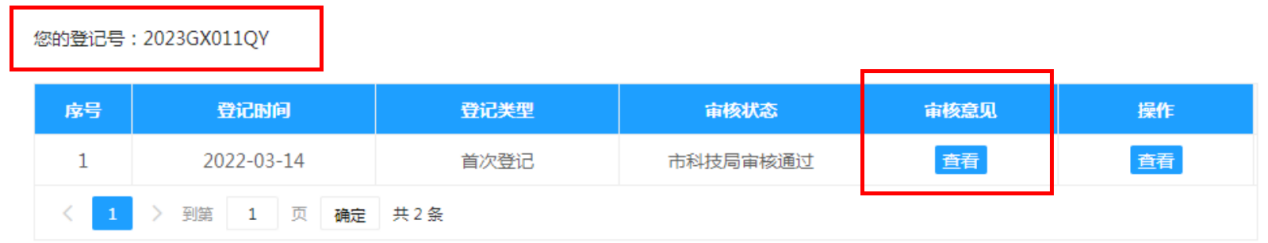 您的登记号：2023GX011QY
序号 登记时间 登记类型 审核状态 审核意见 操作
1 2022-03-14 首次登记 市科技局审核通过 查看 查看
< 1 > 到第 1 页 确定 共 2 条